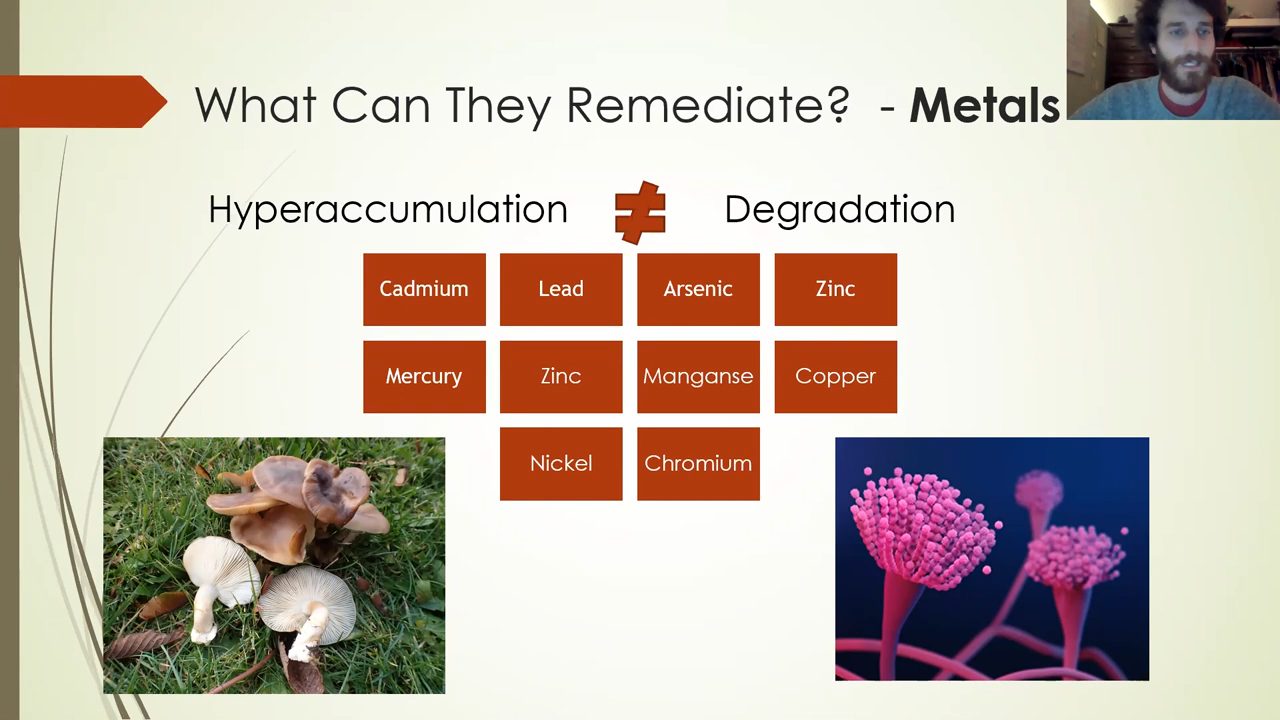 What Can They Remediate? - Metals
Hyperaccumulation ≠ Degradation
Cadmium Lead Arsenic Zinc
Mercury Zinc Manganse Copper
Nickel Chromium